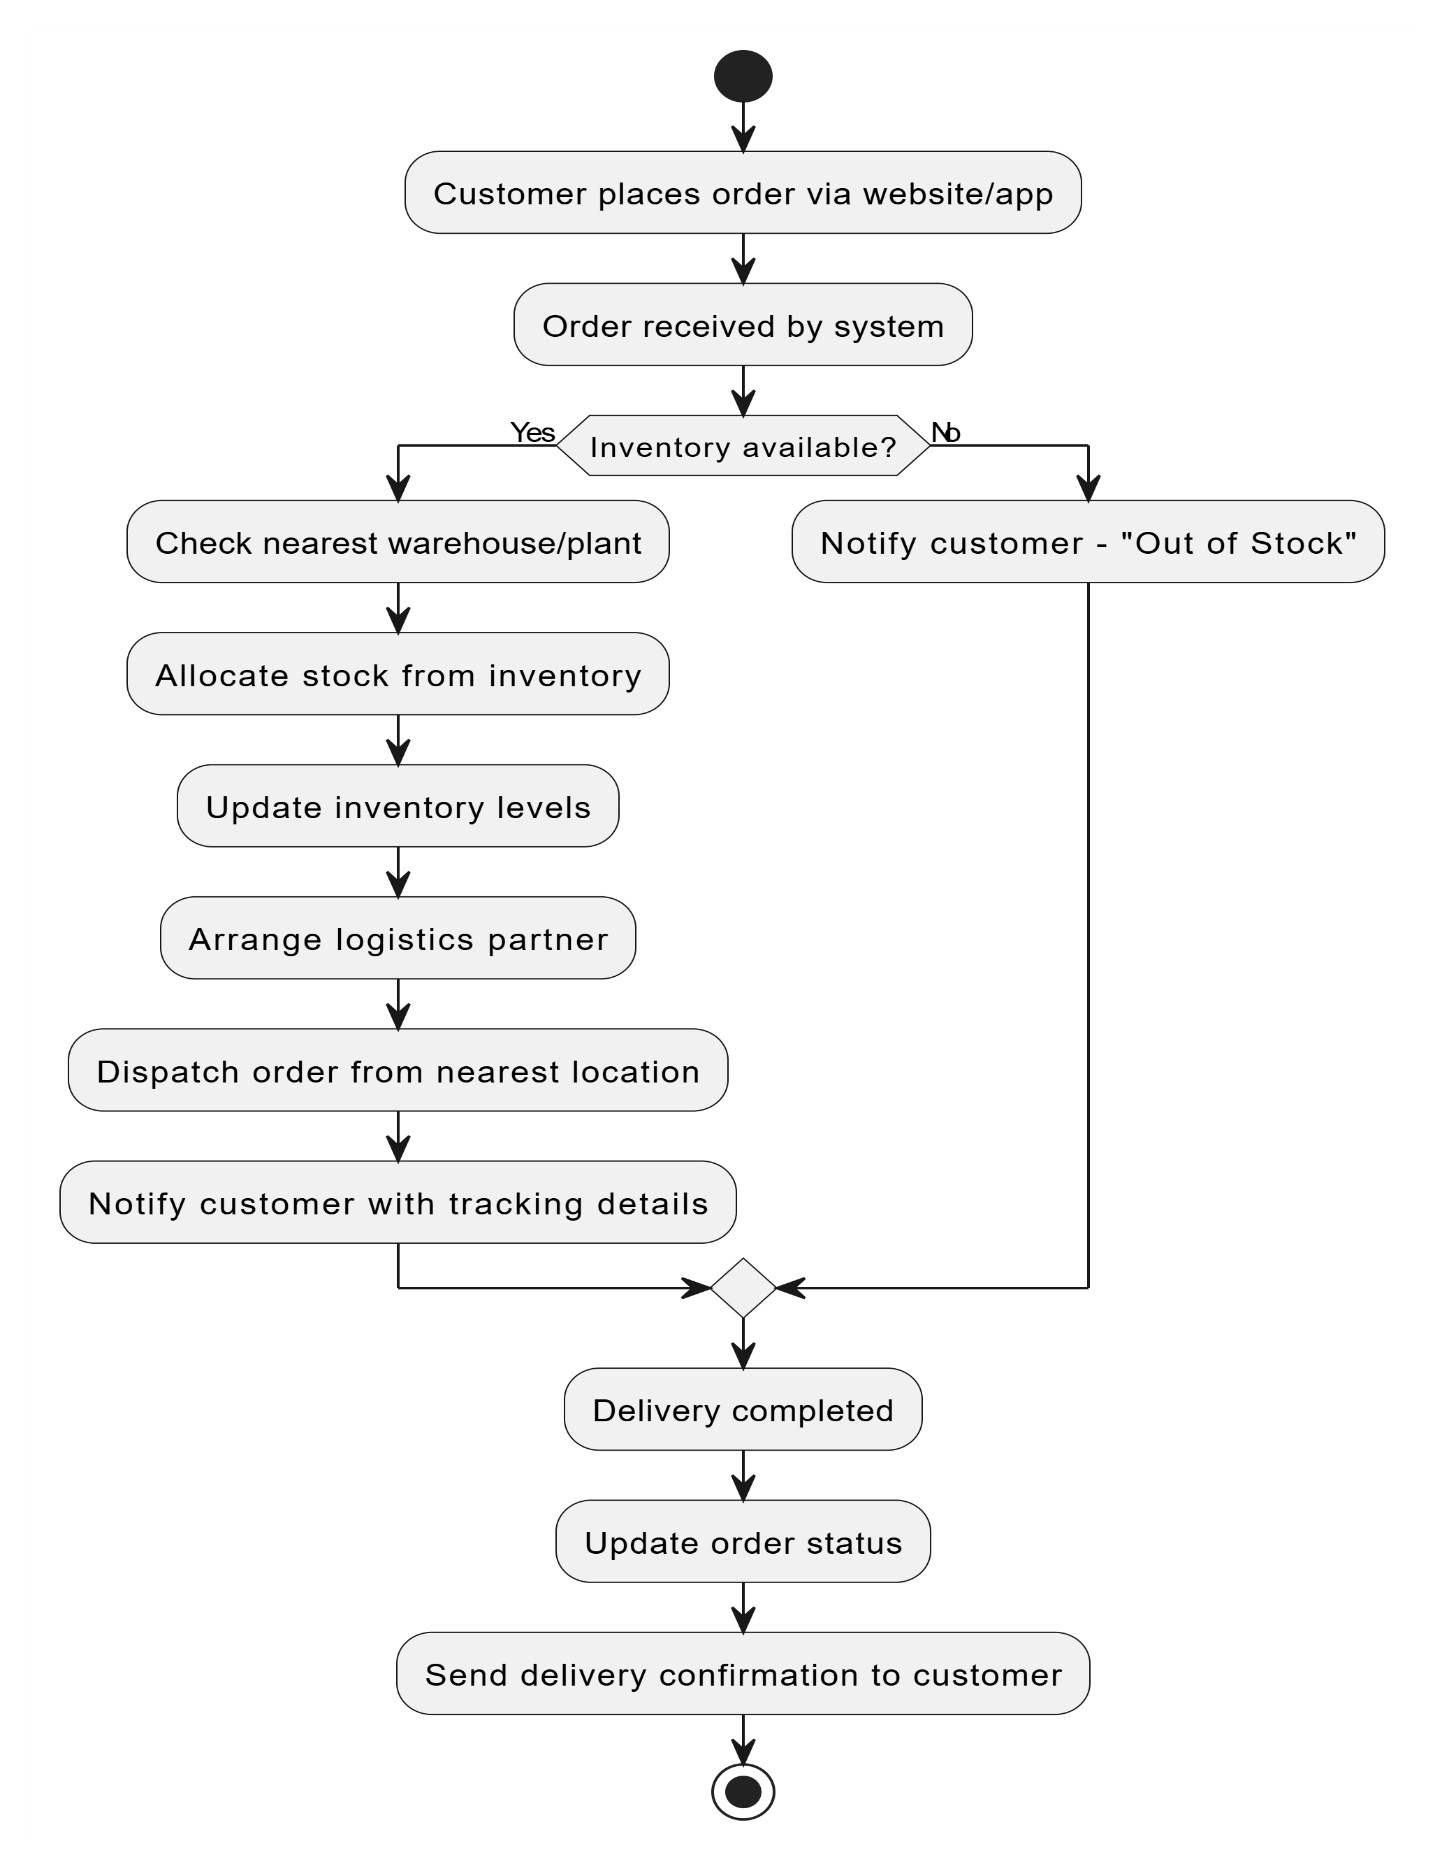 Customer places order via website/app
Order received by system
Yes
Inventory available?
No
Check nearest warehouse/plant
Notify customer - "Out of Stock"
Allocate stock from inventory
Update inventory levels
Arrange logistics partner
Dispatch order from nearest location
Notify customer with tracking details
Delivery completed
Update order status
Send delivery confirmation to customer